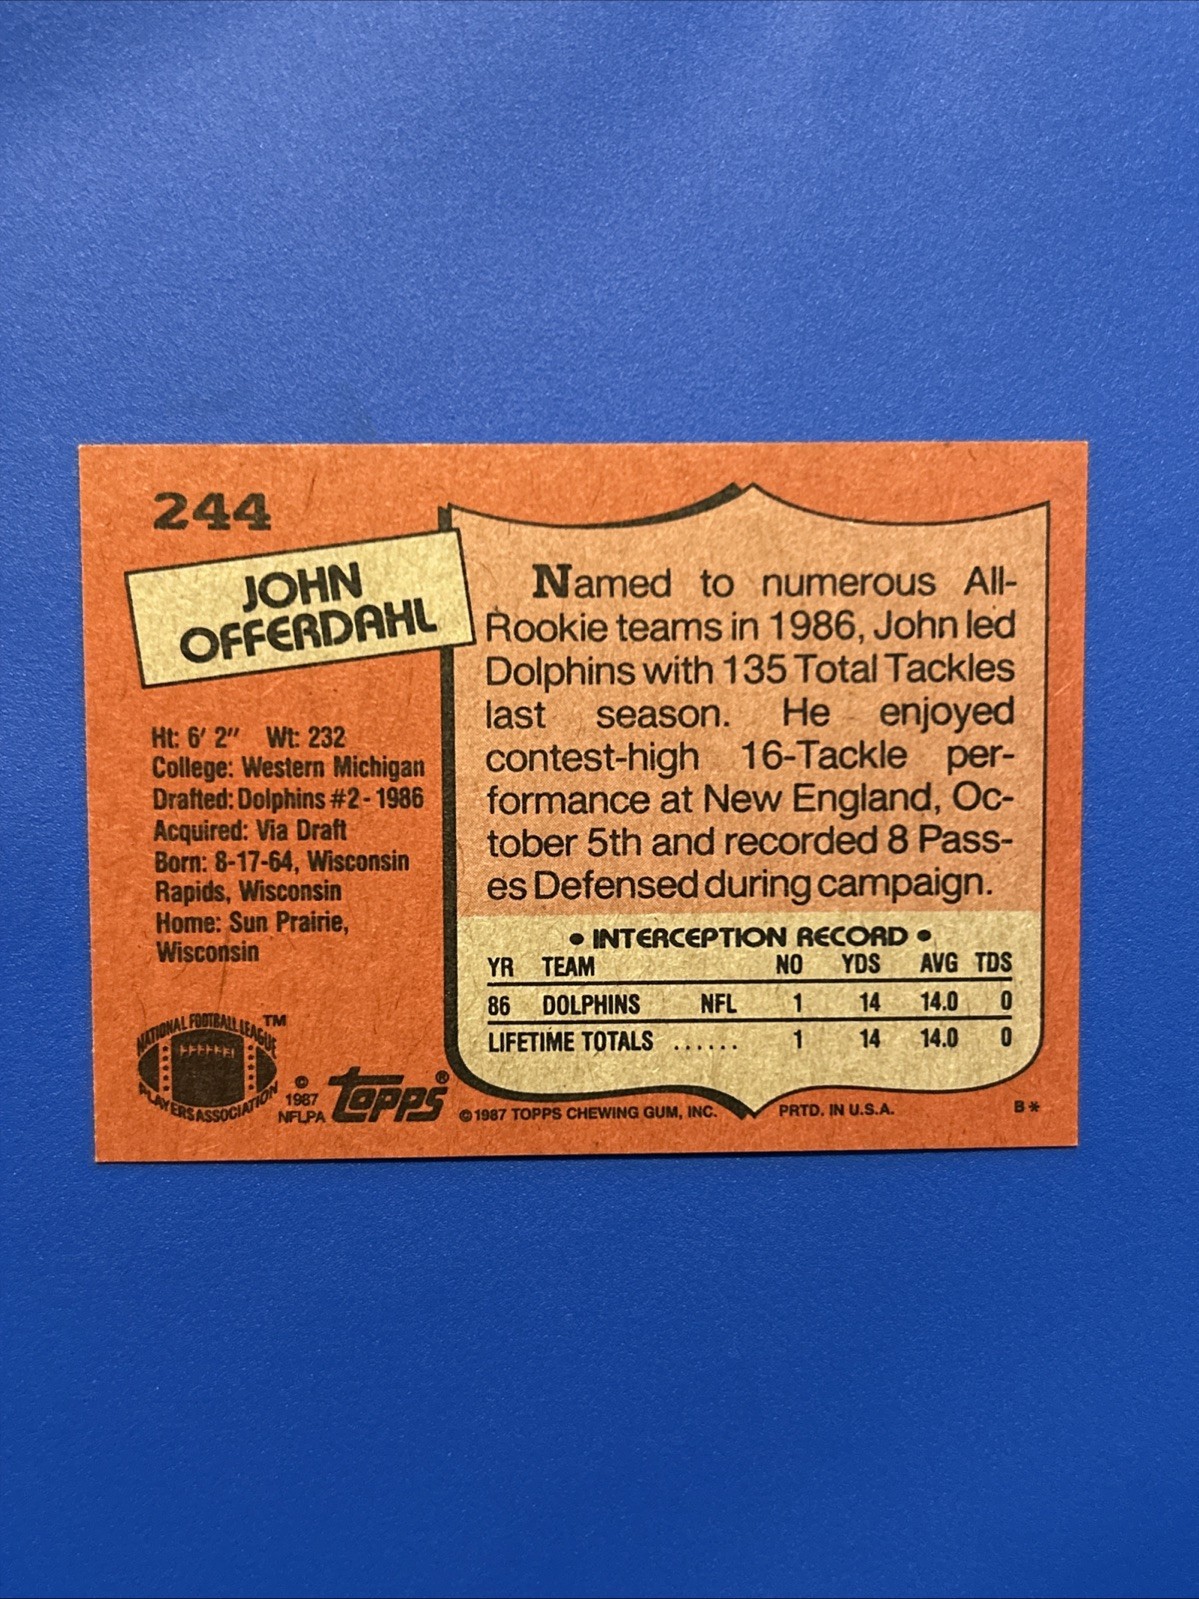 244
JOHN
OFFERDAHL
Ht: 6' 2" Wt: 232
College: Western Michigan
Drafted: Dolphins #2 - 1986
Acquired: Via Draft
Born: 8-17-64, Wisconsin
Rapids, Wisconsin
Home: Sun Prairie,
Wisconsin
NATIONAL FOOTBALL LEAGUE ™
PLAYERS ASSOCIATION
©
1987
NFLPA
Topps®
Named to numerous All-
Rookie teams in 1986, John led
Dolphins with 135 Total Tackles
last season. He enjoyed
contest-high 16-Tackle per-
formance at New England, Oc-
tober 5th and recorded 8 Pass-
es Defensed during campaign.
• INTERCEPTION RECORD •
YR TEAM NO YDS AVG TDS
86 DOLPHINS NFL 1 14 14.0 0
LIFETIME TOTALS ...... 1 14 14.0 0
© 1987 TOPPS CHEWING GUM, INC. PRTD. IN U.S.A. B*